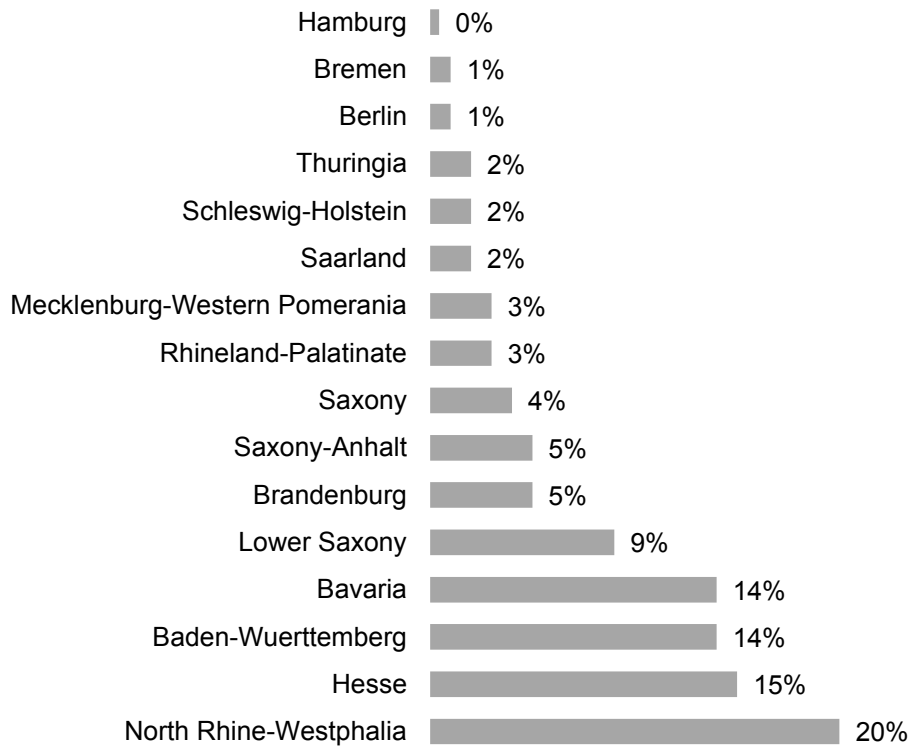 Hamburg 0%
Bremen 1%
Berlin 1%
Thuringia 2%
Schleswig-Holstein 2%
Saarland 2%
Mecklenburg-Western Pomerania 3%
Rhineland-Palatinate 3%
Saxony 4%
Saxony-Anhalt 5%
Brandenburg 5%
Lower Saxony 9%
Bavaria 14%
Baden-Wuerttemberg 14%
Hesse 15%
North Rhine-Westphalia 20%